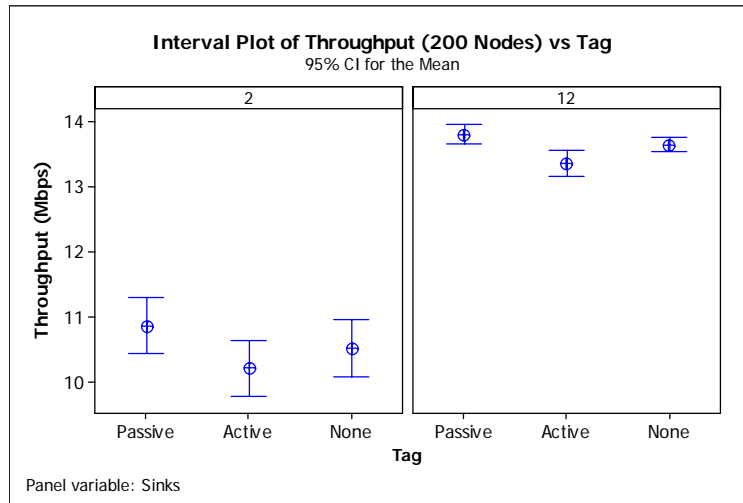 Interval Plot of Throughput (200 Nodes) vs Tag
95% CI for the Mean
2
12
Throughput (Mbps)
14
13
12
11
10
Passive
Active
None
Passive
Active
None
Tag
Panel variable: Sinks